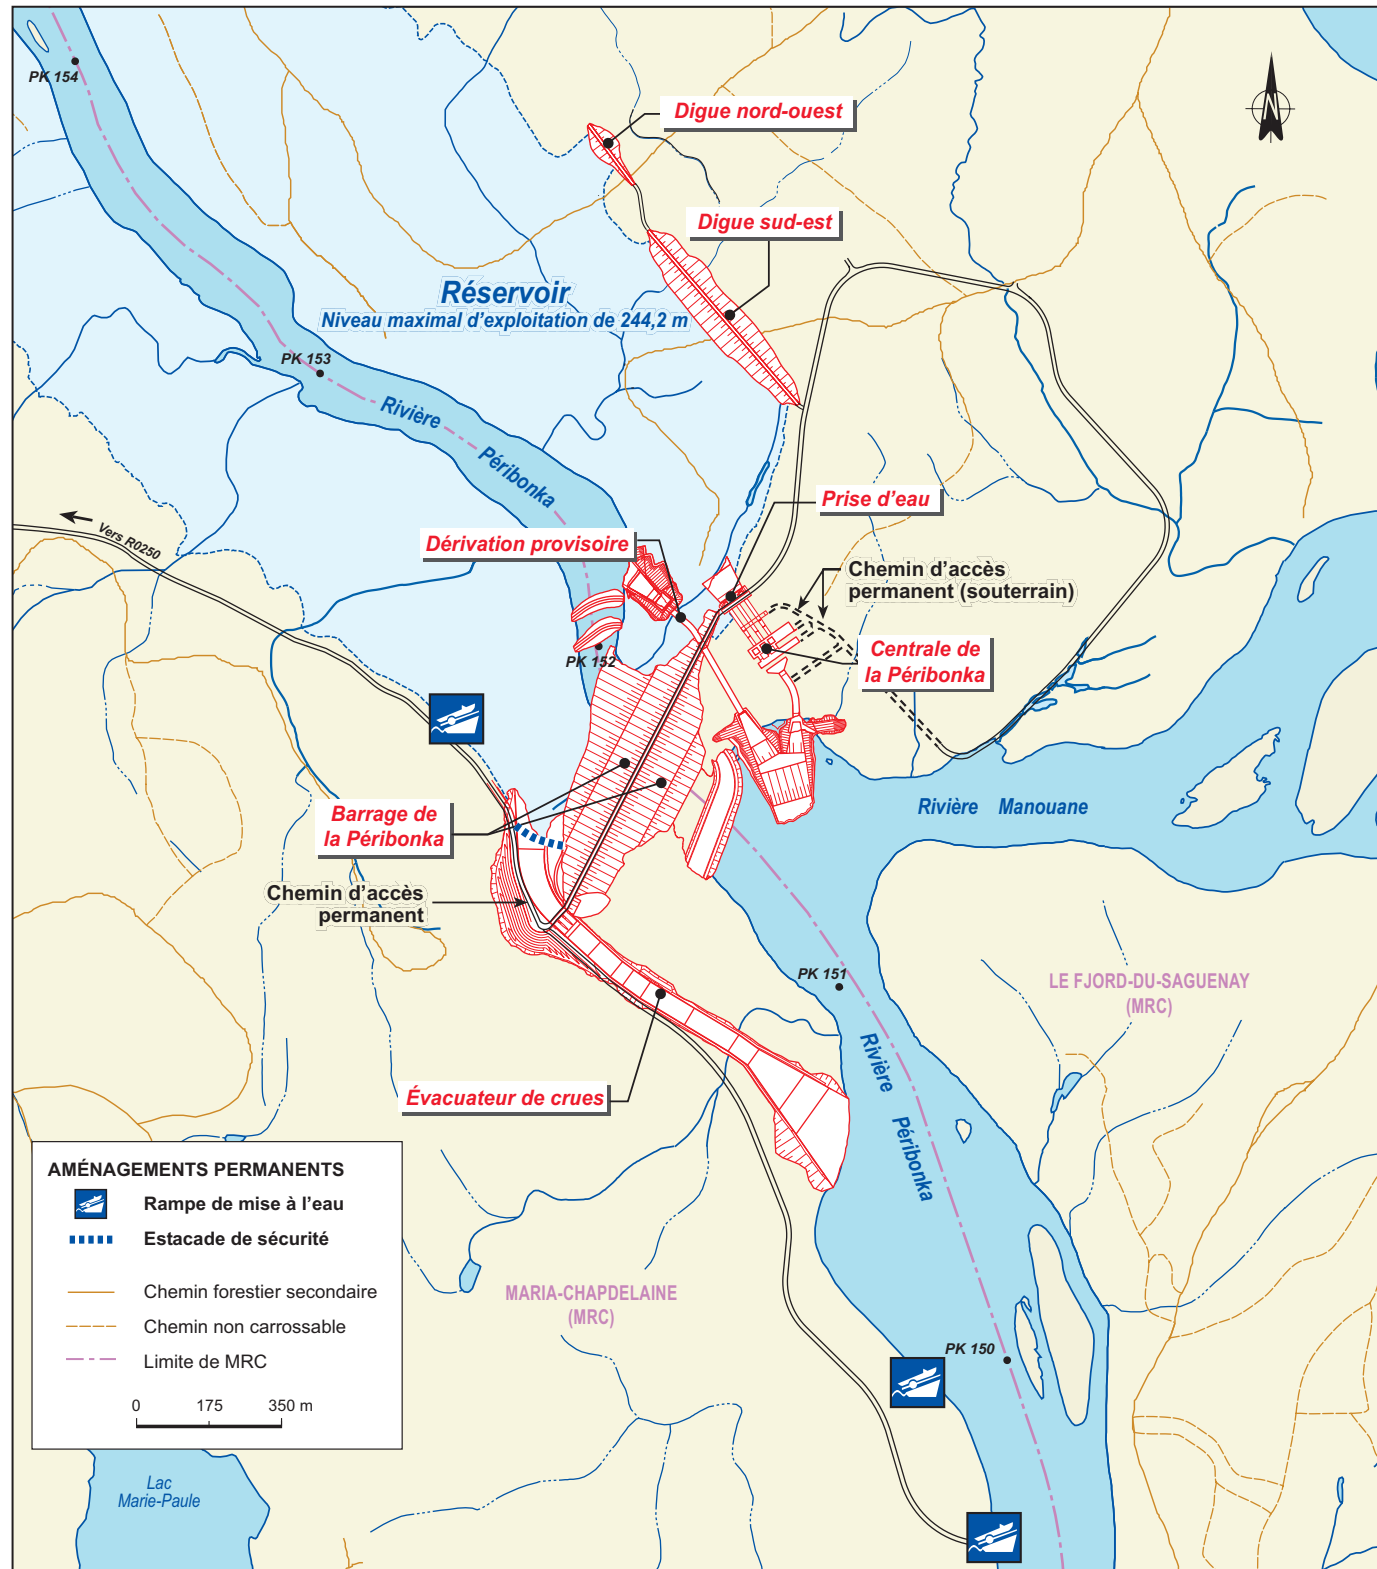 PK 154
Digue nord-ouest
N
Digue sud-est
Réservoir
Niveau maximal d'exploitation de 244,2 m
PK 153
Rivière
Péribonka
Prise d'eau
Vers R0250
Dérivation provisoire
Chemin d'accès
permanent (souterrain)
Centrale de
la Péribonka
PK 152
Rivière Manouane
Barrage de
la Péribonka
Chemin d'accès
permanent
PK 151
LE FJORD-DU-SAGUENAY
(MRC)
Rivière
Péribonka
Évacuateur de crues
MARIA-CHAPDELAINE
(MRC)
PK 150
AMÉNAGEMENTS PERMANENTS
Rampe de mise à l'eau
Estacade de sécurité
Chemin forestier secondaire
Chemin non carrossable
Limite de MRC
0 175 350 m
Lac
Marie-Paule